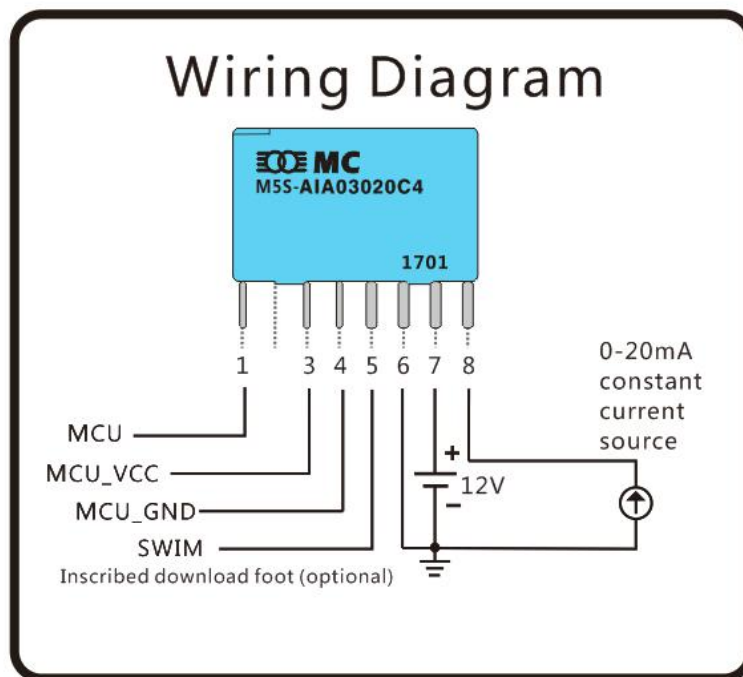 Wiring Diagram
MC
M5S-AIA03020C4
1701
1 3 4 5 6 7 8
0-20mA
constant
current
source
MCU
+
MCU_VCC
12V
−
MCU_GND
SWIM
Inscribed download foot (optional)